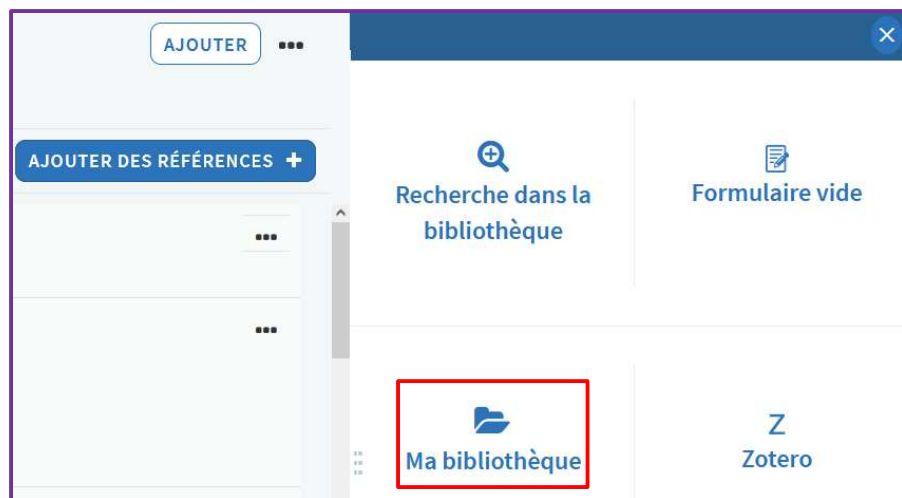 AJOUTER
AJOUTER DES RÉFÉRENCES +
Recherche dans la
bibliothèque
Formulaire vide
Ma bibliothèque
Z
Zotero